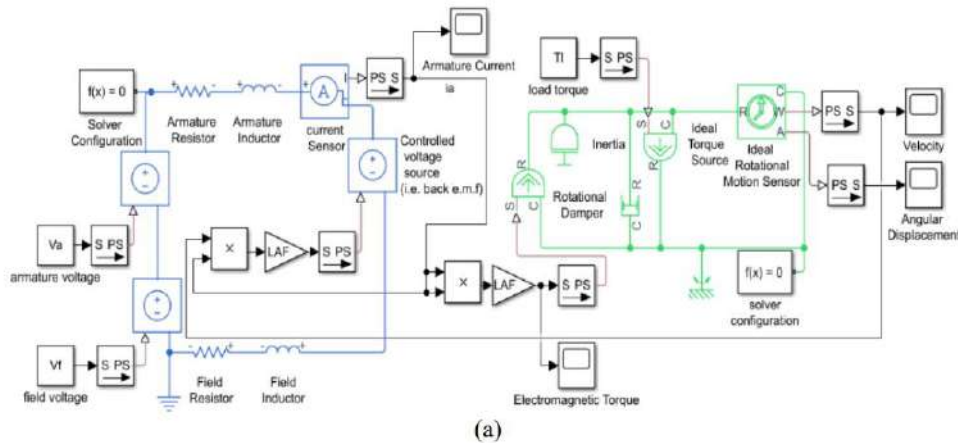 f(x) = 0
Solver
Configuration
+
-
Armature
Resistor
+
-
Armature
Inductor
+
A
I
current
Sensor
PS S
Armature Current
ia
Controlled
voltage
source
(i.e. back e.m.f)
Va
armature voltage
S PS
Vf
field voltage
S PS
×
LAF
S PS
×
LAF
S PS
Field
Resistor
Field
Inductor
Electromagnetic Torque
Tl
load torque
S PS
Inertia
Rotational
Damper
R
S
C
R
C
S
C
R
Ideal
Torque
Source
R
C
W
A
Ideal
Rotational
Motion Sensor
PS S
Velocity
PS S
Angular
Displacement
f(x) = 0
solver
configuration
(a)